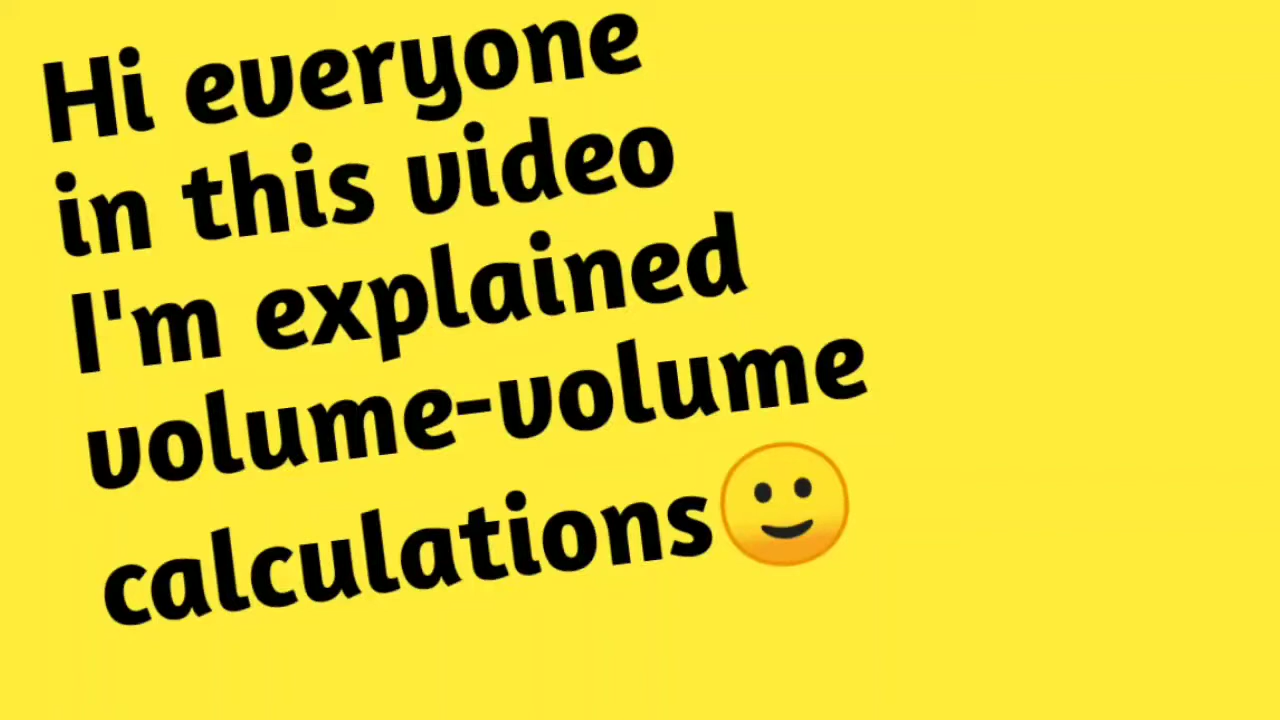 Hi everyone
in this video
I'm explained
volume-volume
calculations🙂